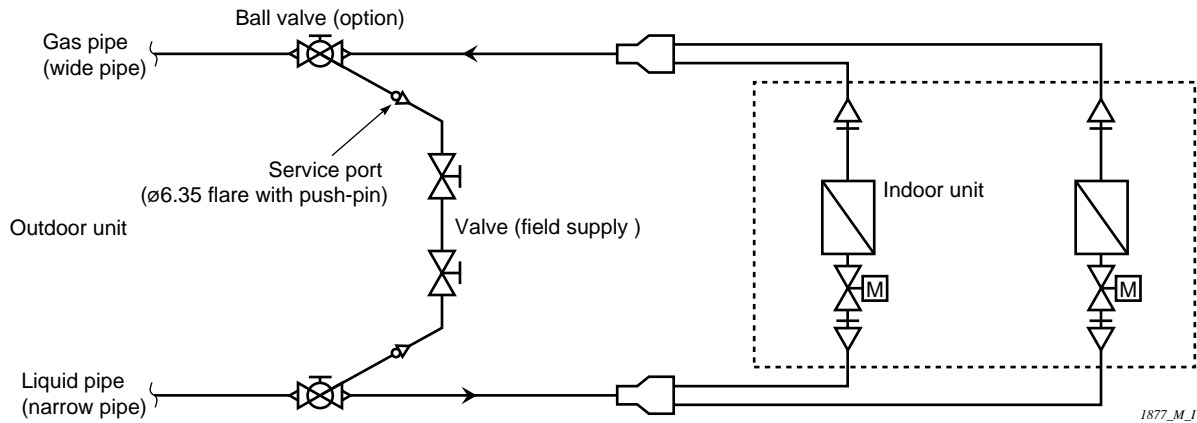 Ball valve (option)
Gas pipe
(wide pipe)
Service port
(ø6.35 flare with push-pin)
Indoor unit
Outdoor unit
Valve (field supply )
M
M
Liquid pipe
(narrow pipe)
1877_M_I